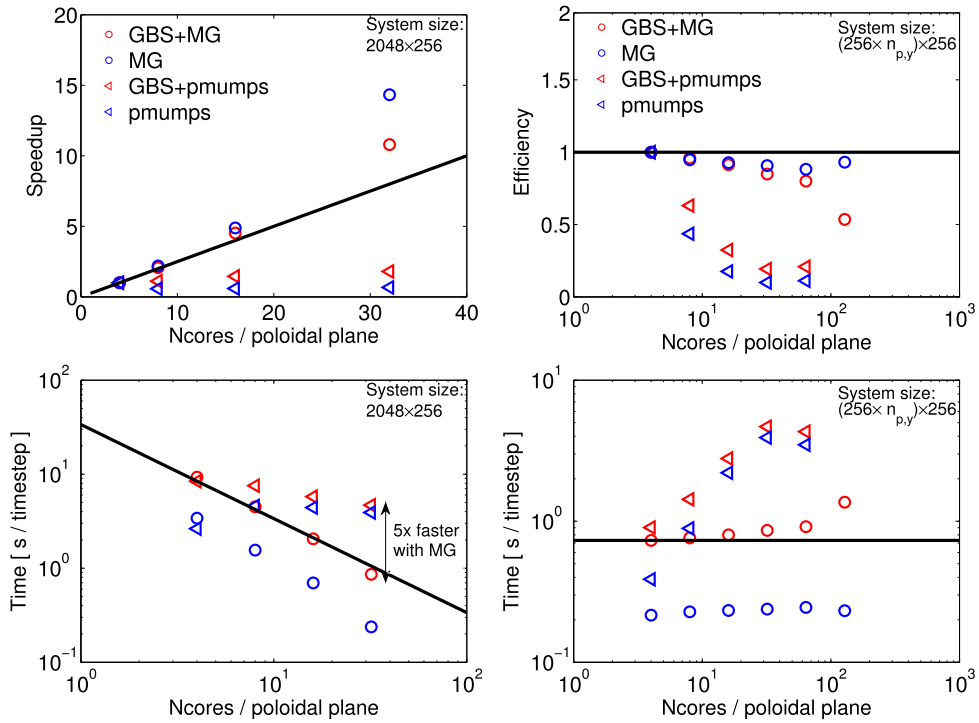 20
15
10
5
0
0
10
20
30
40
Speedup
Ncores / poloidal plane
GBS+MG
MG
GBS+pmumps
pmumps
System size:
2048×256
2
1.5
1
0.5
0
10^0
10^1
10^2
10^3
Efficiency
Ncores / poloidal plane
GBS+MG
MG
GBS+pmumps
pmumps
System size:
(256× n_{p,y})×256
10^2
10^1
10^0
10^-1
10^0
10^1
10^2
Time [ s / timestep ]
Ncores / poloidal plane
System size:
2048×256
5x faster
with MG
10^1
10^0
10^-1
10^0
10^1
10^2
10^3
Time [ s / timestep ]
Ncores / poloidal plane
System size:
(256× n_{p,y})×256